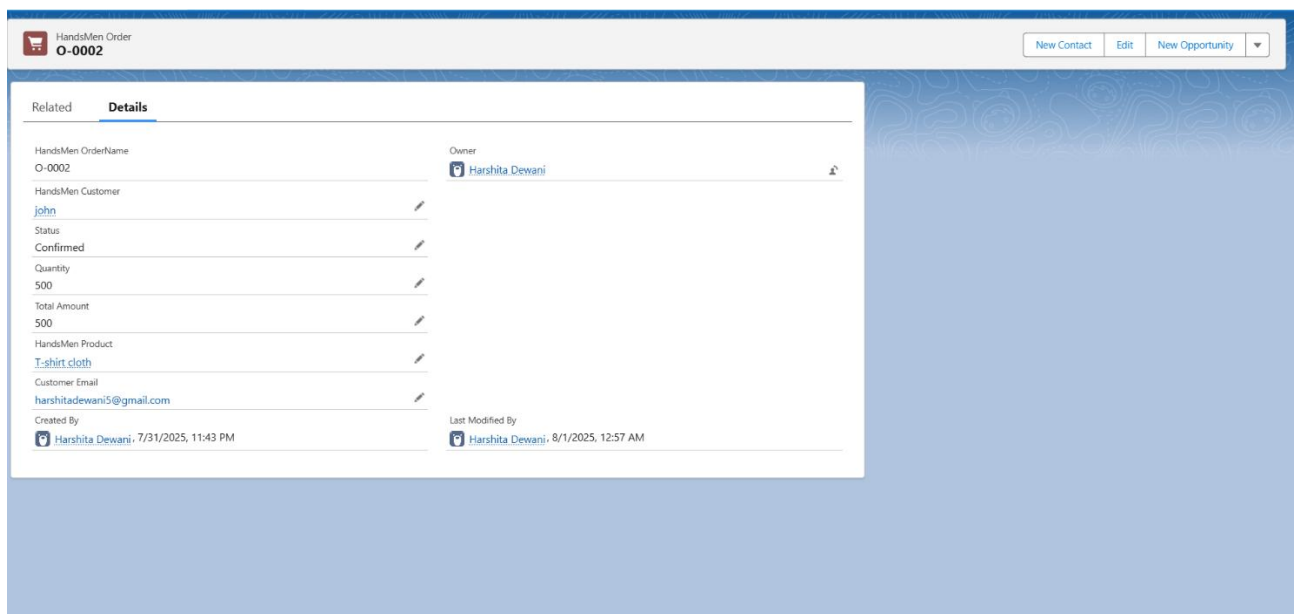 HandsMen Order
O-0002
New Contact
Edit
New Opportunity
Related
Details
HandsMen OrderName
O-0002
Owner
Harshita Dewani
HandsMen Customer
john
Status
Confirmed
Quantity
500
Total Amount
500
HandsMen Product
T-shirt cloth
Customer Email
harshitadewani5@gmail.com
Created By
Harshita Dewani, 7/31/2025, 11:43 PM
Last Modified By
Harshita Dewani, 8/1/2025, 12:57 AM